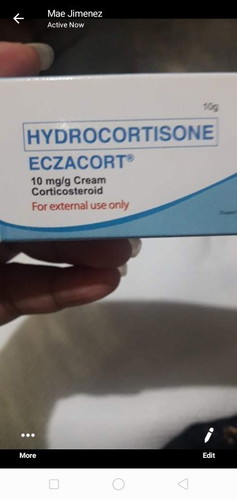 Mae Jimenez
Active Now
10g
HYDROCORTISONE
ECZACORT®
10 mg/g Cream
Corticosteroid
For external use only
More
Edit